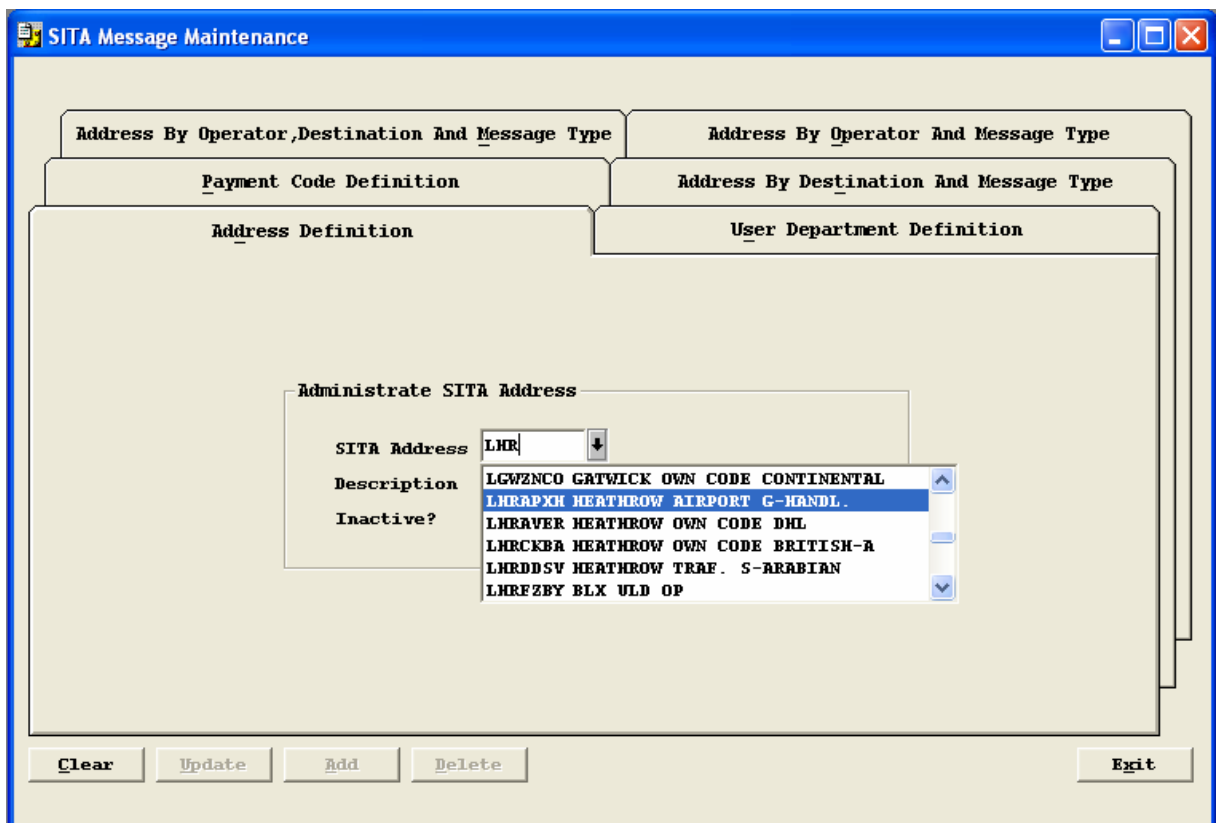 SITA Message Maintenance
Address By Operator,Destination And Message Type
Address By Operator And Message Type
Payment Code Definition
Address By Destination And Message Type
Address Definition
User Department Definition
Administrate SITA Address
SITA Address
LHR
Description
Inactive?
LGWZNCO GATWICK OWN CODE CONTINENTAL
LHRAPXH HEATHROW AIRPORT G-HANDL.
LHRAVER HEATHROW OWN CODE DHL
LHRCKBA HEATHROW OWN CODE BRITISH-A
LHRDDSV HEATHROW TRAF. S-ARABIAN
LHRFZBY BLX ULD OP
Clear
Update
Add
Delete
Exit